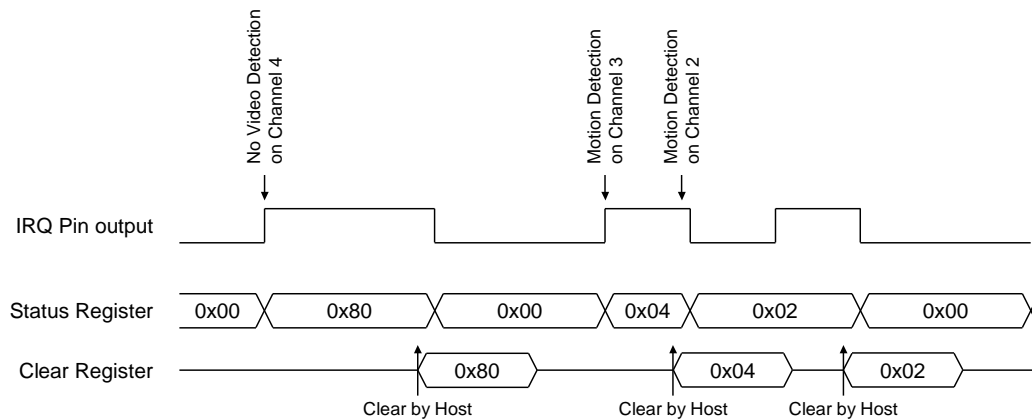 No Video Detection
on Channel 4
Motion Detection
on Channel 3
Motion Detection
on Channel 2
IRQ Pin output
Status Register
0x00
0x80
0x00
0x04
0x02
0x00
Clear Register
0x80
0x04
0x02
Clear by Host
Clear by Host
Clear by Host